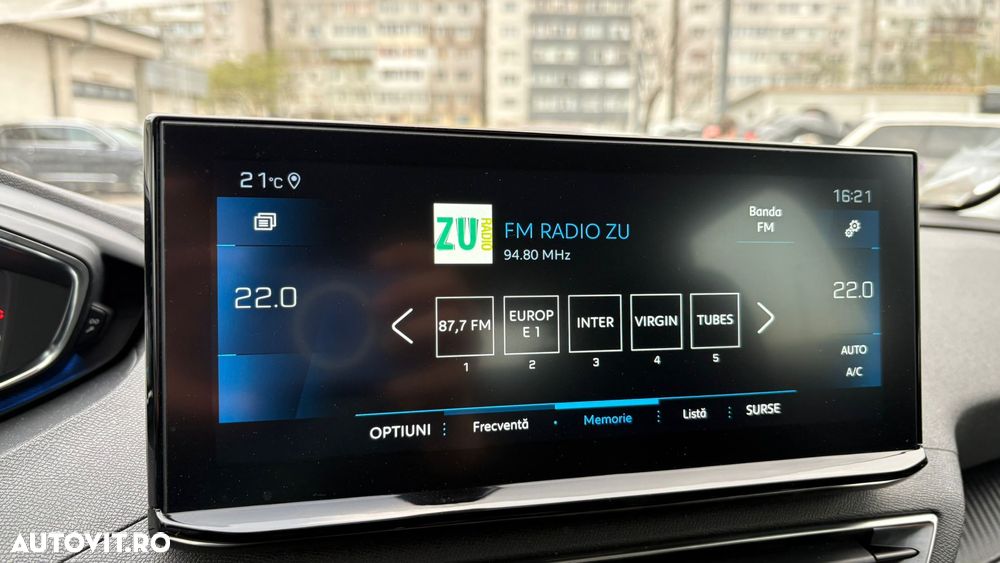 21°C
16:21
ZU
RADIO
FM RADIO ZU
94.80 MHz
Banda
FM
22.0
22.0
87,7 FM
EUROP
E 1
INTER
VIRGIN
TUBES
1
2
3
4
5
AUTO
A/C
OPTIUNI
Frecventă
Memorie
Listă
SURSE
AUTOVIT.RO